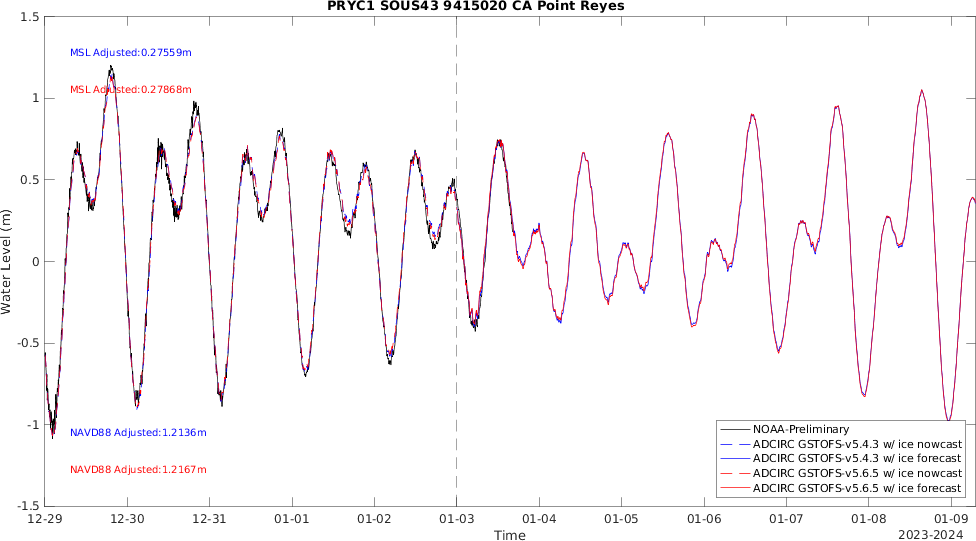 PRYC1 SOUS43 9415020 CA Point Reyes
1.5
1
0.5
0
-0.5
-1
-1.5
Water Level (m)
MSL Adjusted:0.27559m
MSL Adjusted:0.27868m
NAVD88 Adjusted:1.2136m
NAVD88 Adjusted:1.2167m
NOAA-Preliminary
ADCIRC GSTOFS-v5.4.3 w/ ice nowcast
ADCIRC GSTOFS-v5.4.3 w/ ice forecast
ADCIRC GSTOFS-v5.6.5 w/ ice nowcast
ADCIRC GSTOFS-v5.6.5 w/ ice forecast
12-29 12-30 12-31 01-01 01-02 01-03 01-04 01-05 01-06 01-07 01-08 01-09
Time
2023-2024